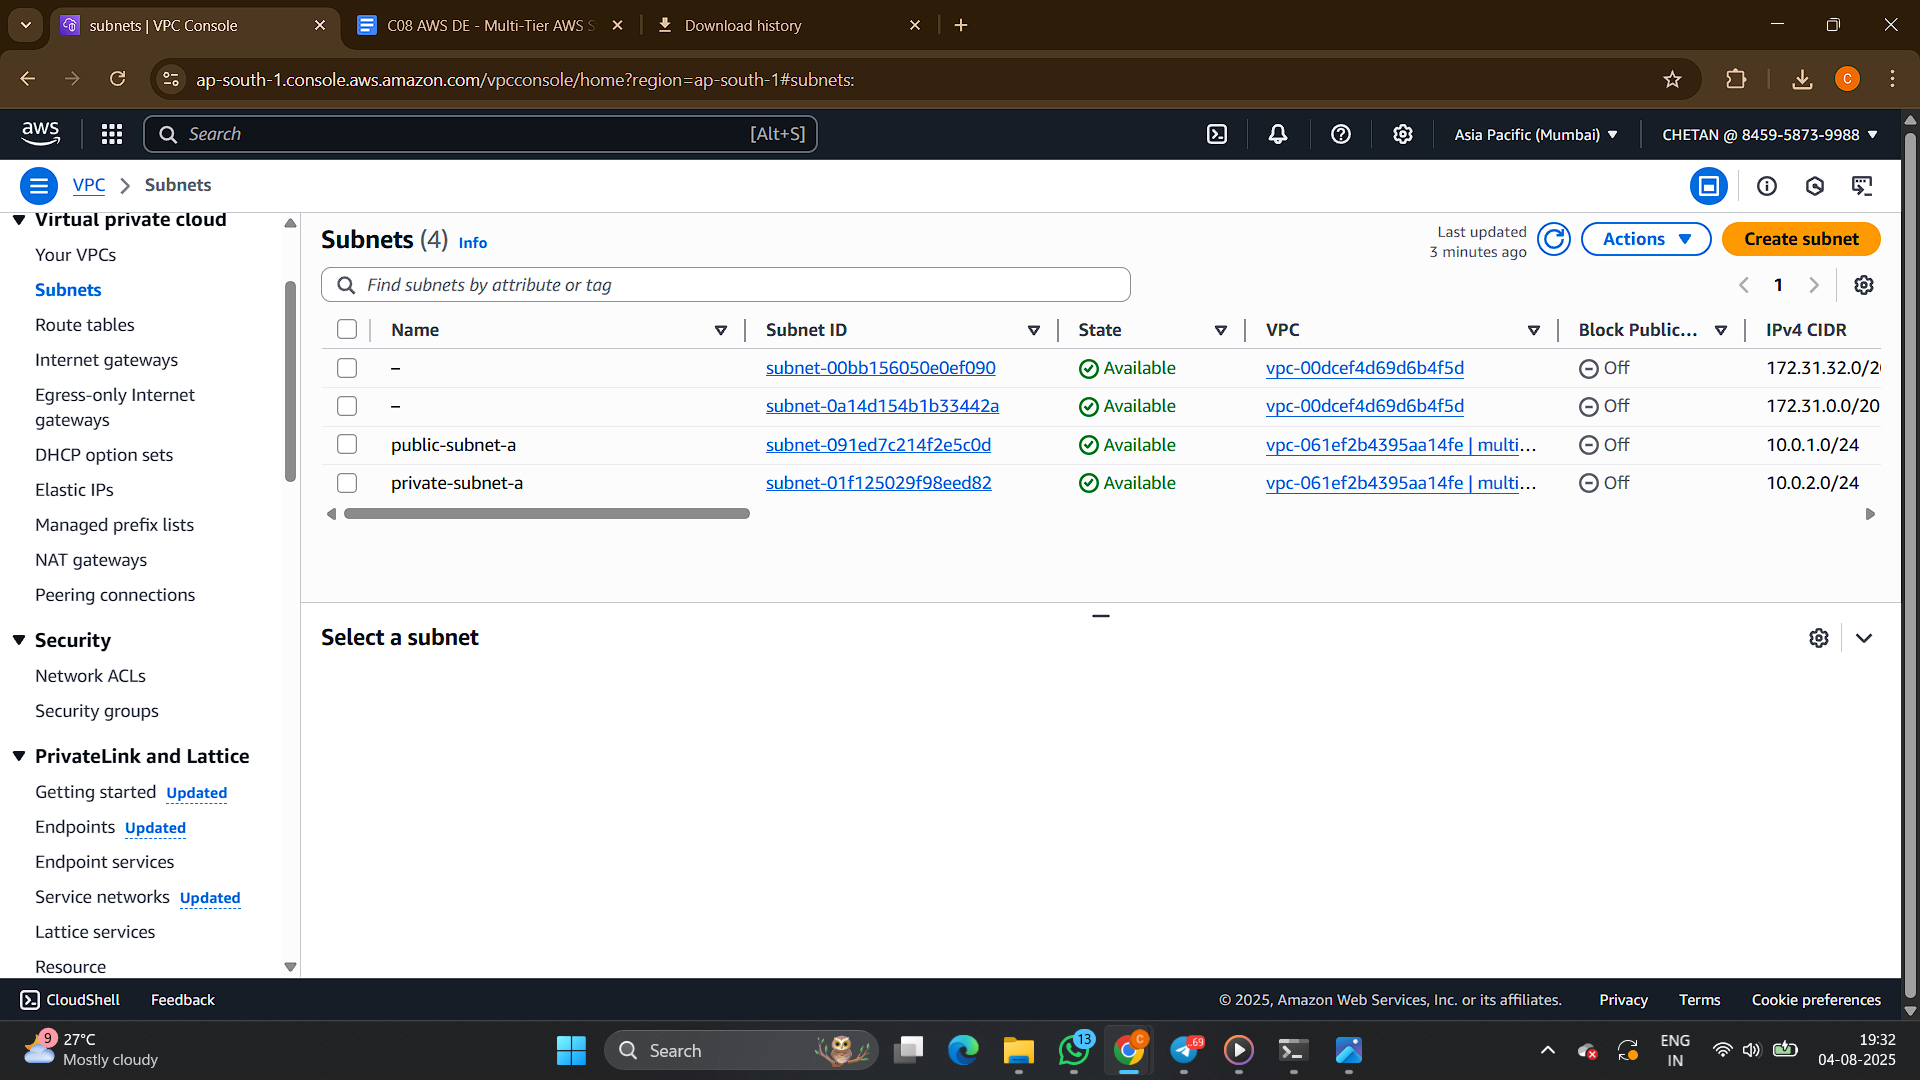 subnets | VPC Console
C08 AWS DE - Multi-Tier AWS S
Download history
ap-south-1.console.aws.amazon.com/vpcconsole/home?region=ap-south-1#subnets:
C
aws
Search
[Alt+S]
Asia Pacific (Mumbai)
CHETAN @ 8459-5873-9988
VPC
Subnets
Virtual private cloud
Your VPCs
Subnets
Route tables
Internet gateways
Egress-only Internet
gateways
DHCP option sets
Elastic IPs
Managed prefix lists
NAT gateways
Peering connections
Security
Network ACLs
Security groups
PrivateLink and Lattice
Getting started Updated
Endpoints Updated
Endpoint services
Service networks Updated
Lattice services
Resource
Subnets (4) Info
Last updated
3 minutes ago
Actions
Create subnet
Find subnets by attribute or tag
1
Name Subnet ID State VPC Block Public... IPv4 CIDR
– subnet-00bb156050e0ef090 Available vpc-00dcef4d69d6b4f5d Off 172.31.32.0/20
– subnet-0a14d154b1b33442a Available vpc-00dcef4d69d6b4f5d Off 172.31.0.0/20
public-subnet-a subnet-091ed7c214f2e5c0d Available vpc-061ef2b4395aa14fe | multi... Off 10.0.1.0/24
private-subnet-a subnet-01f125029f98eed82 Available vpc-061ef2b4395aa14fe | multi... Off 10.0.2.0/24
Select a subnet
CloudShell
Feedback
© 2025, Amazon Web Services, Inc. or its affiliates.
Privacy
Terms
Cookie preferences
9
27°C
Mostly cloudy
Search
13
C
.69
ENG
IN
19:32
04-08-2025